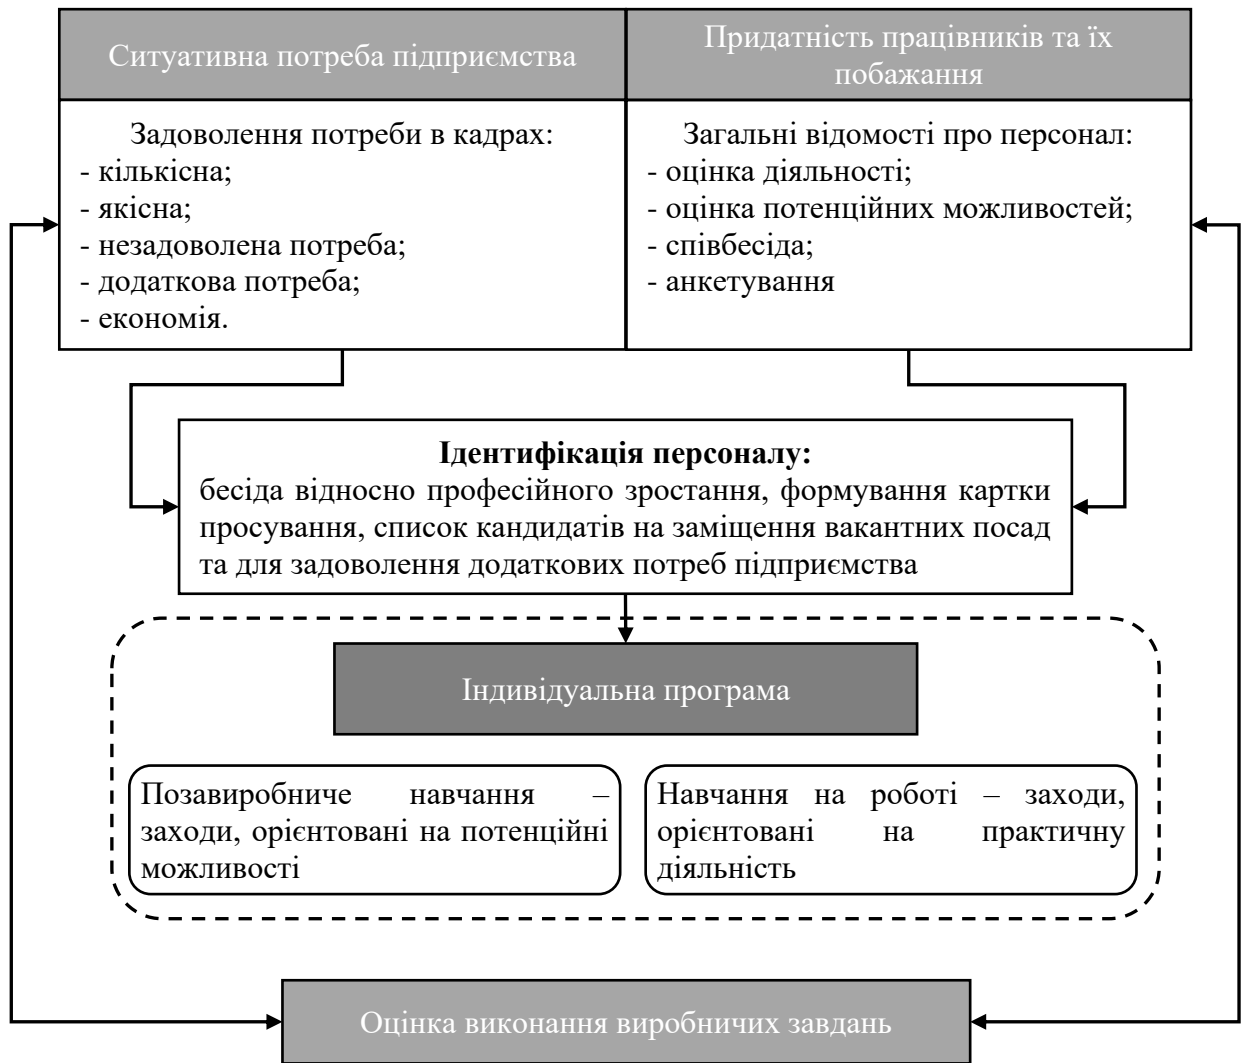 Ситуативна потреба підприємства
Придатність працівників та їх
побажання
Задоволення потреби в кадрах:
- кількісна;
- якісна;
- незадоволена потреба;
- додаткова потреба;
- економія.
Загальні відомості про персонал:
- оцінка діяльності;
- оцінка потенційних можливостей;
- співбесіда;
- анкетування
Ідентифікація персоналу:
бесіда відносно професійного зростання, формування картки
просування, список кандидатів на заміщення вакантних посад
та для задоволення додаткових потреб підприємства
Індивідуальна програма
Позавиробниче навчання –
заходи, орієнтовані на потенційні
можливості
Навчання на роботі – заходи,
орієнтовані на практичну
діяльність
Оцінка виконання виробничих завдань